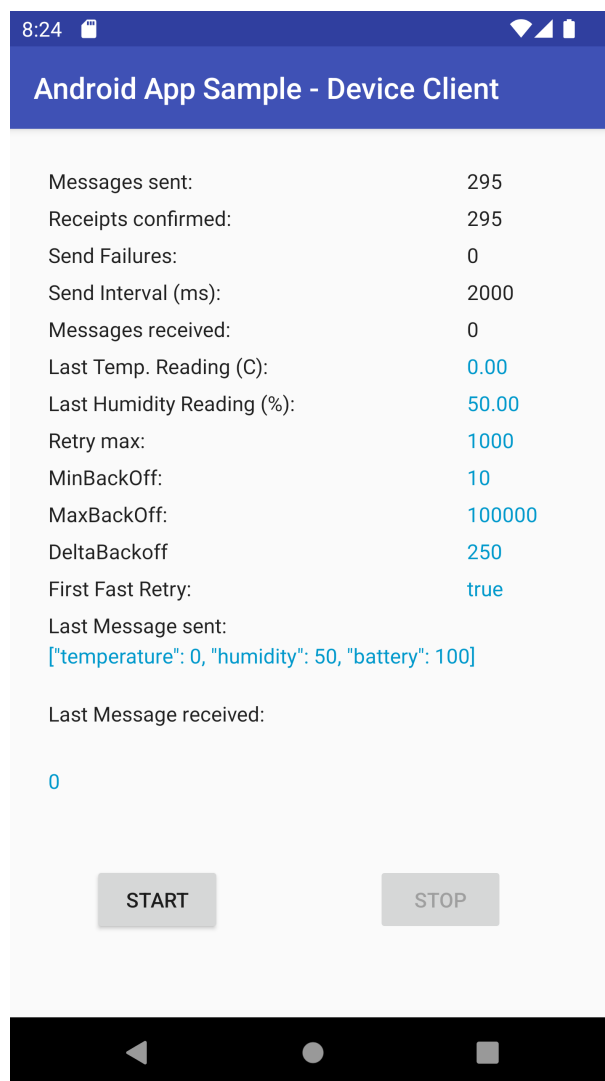 8:24
Android App Sample - Device Client
Messages sent: 295
Receipts confirmed: 295
Send Failures: 0
Send Interval (ms): 2000
Messages received: 0
Last Temp. Reading (C): 0.00
Last Humidity Reading (%): 50.00
Retry max: 1000
MinBackOff: 10
MaxBackOff: 100000
DeltaBackoff 250
First Fast Retry: true
Last Message sent:
["temperature": 0, "humidity": 50, "battery": 100]
Last Message received:
0
START STOP